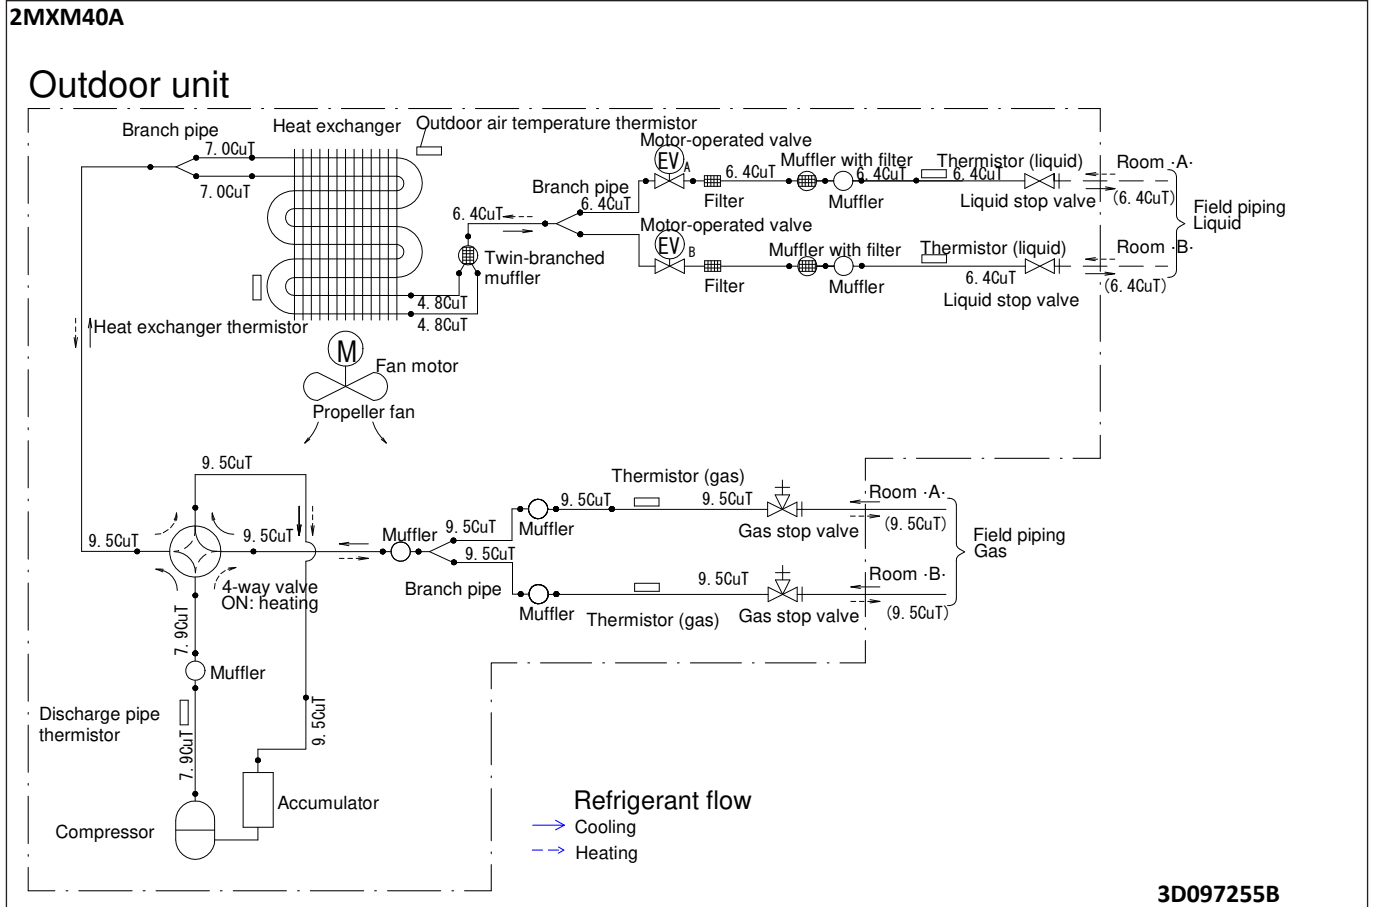 2MXM40A
Outdoor unit
Branch pipe
Heat exchanger
Outdoor air temperature thermistor
7.0CuT
7.0CuT
Motor-operated valve
EV A
Muffler with filter
Thermistor (liquid)
Room ·A·
6.4CuT
6.4CuT
6.4CuT
Filter
Muffler
Liquid stop valve
(6.4CuT)
Branch pipe
6.4CuT
6.4CuT
Field piping
Liquid
Motor-operated valve
EV B
Muffler with filter
Thermistor (liquid)
Room ·B·
Twin-branched
muffler
Filter
Muffler
6.4CuT
Liquid stop valve
(6.4CuT)
4.8CuT
4.8CuT
Heat exchanger thermistor
M
Fan motor
Propeller fan
9.5CuT
Thermistor (gas)
9.5CuT
9.5CuT
Room ·A·
Muffler
Gas stop valve
(9.5CuT)
9.5CuT
9.5CuT
Muffler
9.5CuT
9.5CuT
Field piping
Gas
4-way valve
ON: heating
Branch pipe
9.5CuT
Room ·B·
Muffler
Thermistor (gas)
Gas stop valve
(9.5CuT)
7.9CuT
Muffler
Discharge pipe
thermistor
7.9CuT
9.5CuT
Accumulator
Compressor
Refrigerant flow
Cooling
Heating
3D097255B